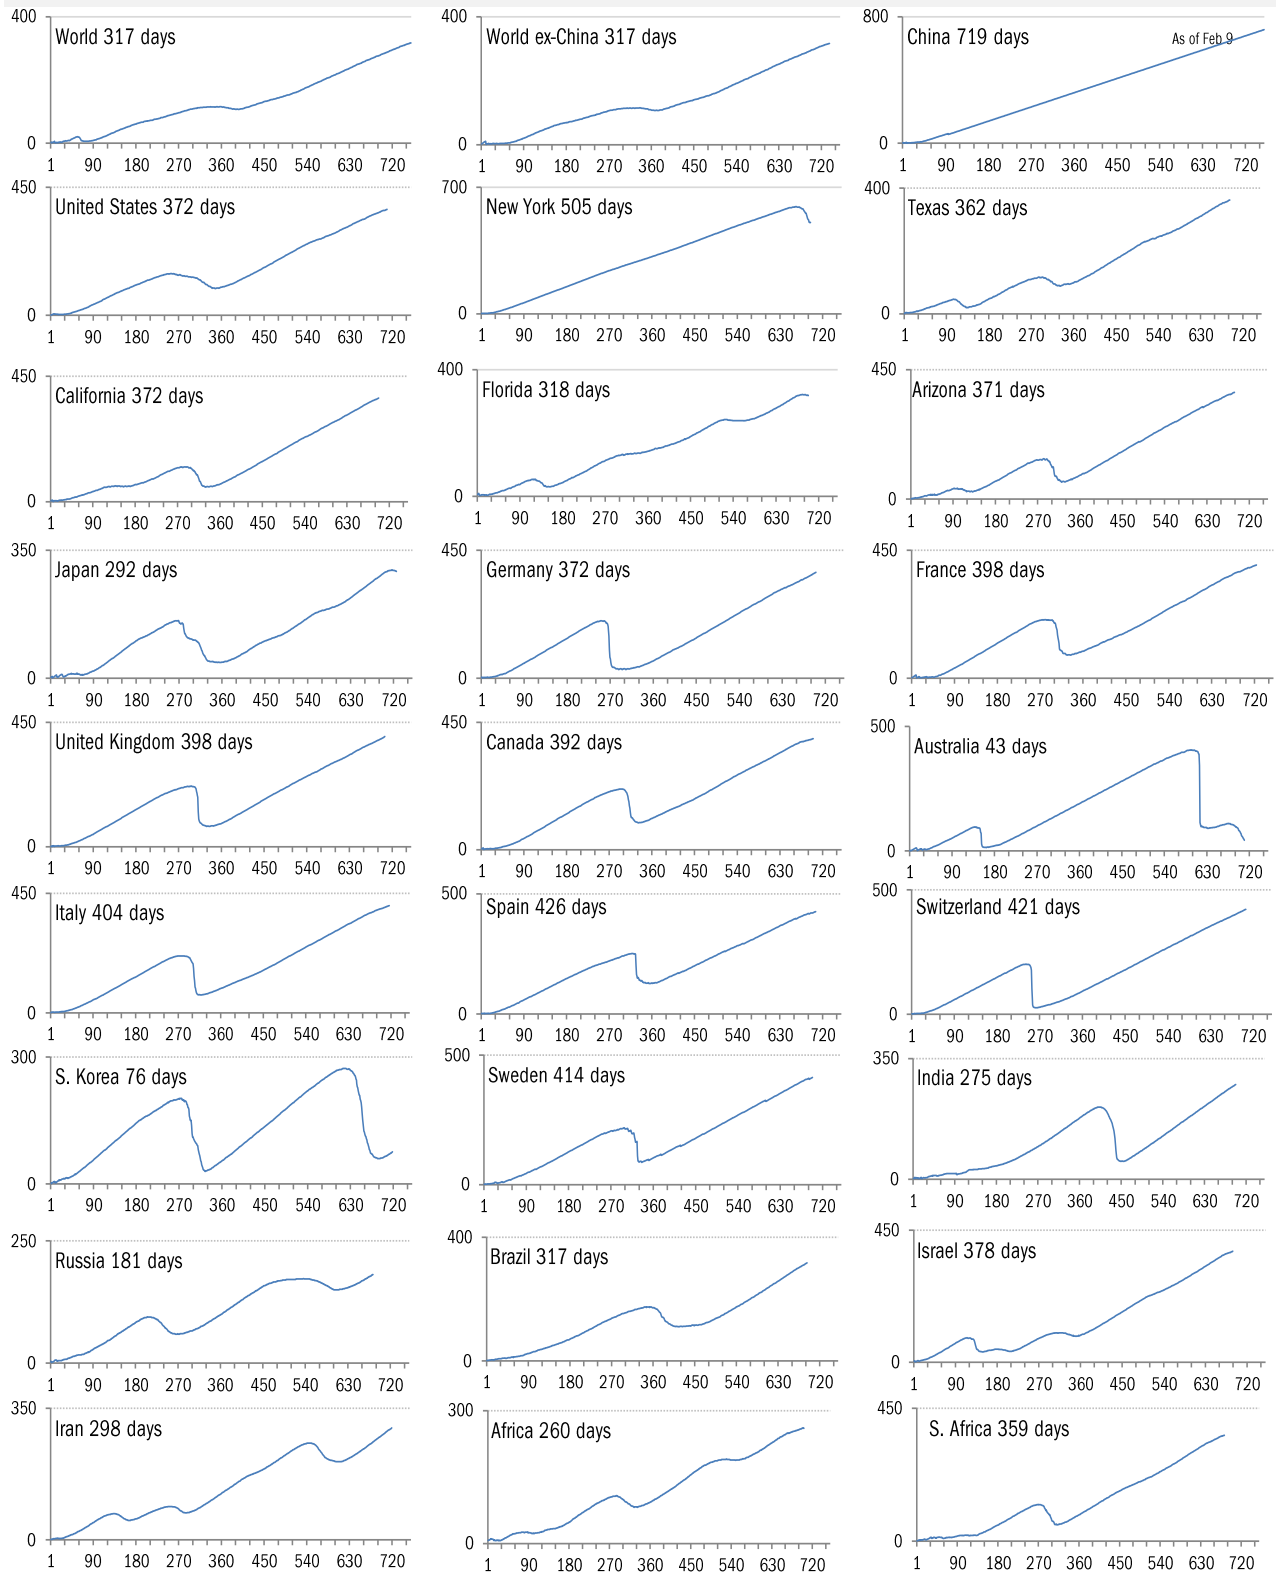 400
World 317 days
0
1 90 180 270 360 450 540 630 720
400
World ex-China 317 days
0
1 90 180 270 360 450 540 630 720
800
China 719 days
As of Feb 9
0
1 90 180 270 360 450 540 630 720
450
United States 372 days
0
1 90 180 270 360 450 540 630 720
700
New York 505 days
0
1 90 180 270 360 450 540 630 720
400
Texas 362 days
0
1 90 180 270 360 450 540 630 720
450
California 372 days
0
1 90 180 270 360 450 540 630 720
400
Florida 318 days
0
1 90 180 270 360 450 540 630 720
450
Arizona 371 days
0
1 90 180 270 360 450 540 630 720
350
Japan 292 days
0
1 90 180 270 360 450 540 630 720
450
Germany 372 days
0
1 90 180 270 360 450 540 630 720
450
France 398 days
0
1 90 180 270 360 450 540 630 720
450
United Kingdom 398 days
0
1 90 180 270 360 450 540 630 720
450
Canada 392 days
0
1 90 180 270 360 450 540 630 720
500
Australia 43 days
0
1 90 180 270 360 450 540 630 720
450
Italy 404 days
0
1 90 180 270 360 450 540 630 720
500
Spain 426 days
0
1 90 180 270 360 450 540 630 720
500
Switzerland 421 days
0
1 90 180 270 360 450 540 630 720
300
S. Korea 76 days
0
1 90 180 270 360 450 540 630 720
500
Sweden 414 days
0
1 90 180 270 360 450 540 630 720
350
India 275 days
0
1 90 180 270 360 450 540 630 720
250
Russia 181 days
0
1 90 180 270 360 450 540 630 720
400
Brazil 317 days
0
1 90 180 270 360 450 540 630 720
450
Israel 378 days
0
1 90 180 270 360 450 540 630 720
350
Iran 298 days
0
1 90 180 270 360 450 540 630 720
300
Africa 260 days
0
1 90 180 270 360 450 540 630 720
450
S. Africa 359 days
0
1 90 180 270 360 450 540 630 720